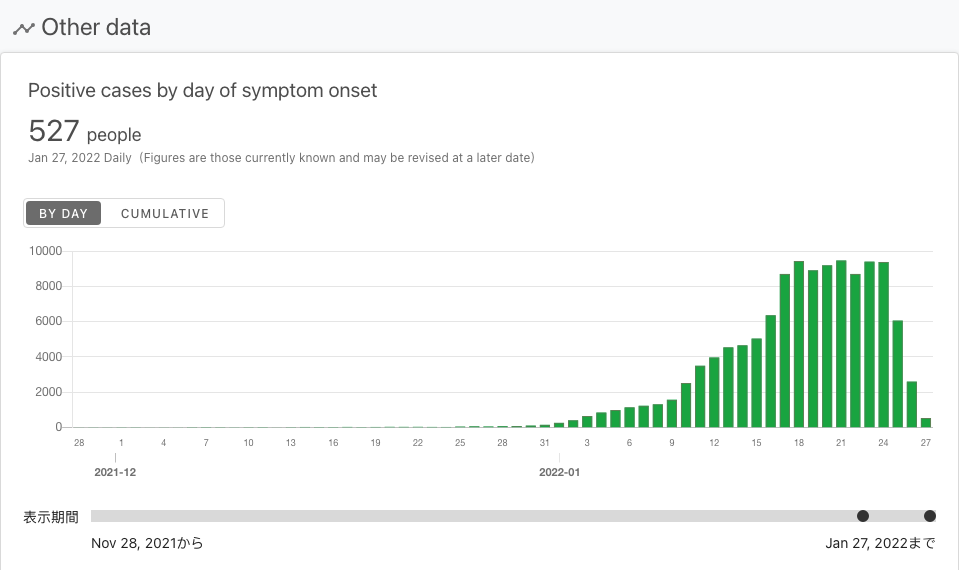 Other data
Positive cases by day of symptom onset
527 people
Jan 27, 2022 Daily (Figures are those currently known and may be revised at a later date)
BY DAY CUMULATIVE
10000
8000
6000
4000
2000
0
28 1 4 7 10 13 16 19 22 25 28 31 3 6 9 12 15 18 21 24 27
2021-12 2022-01
表示期間
Nov 28, 2021から Jan 27, 2022まで